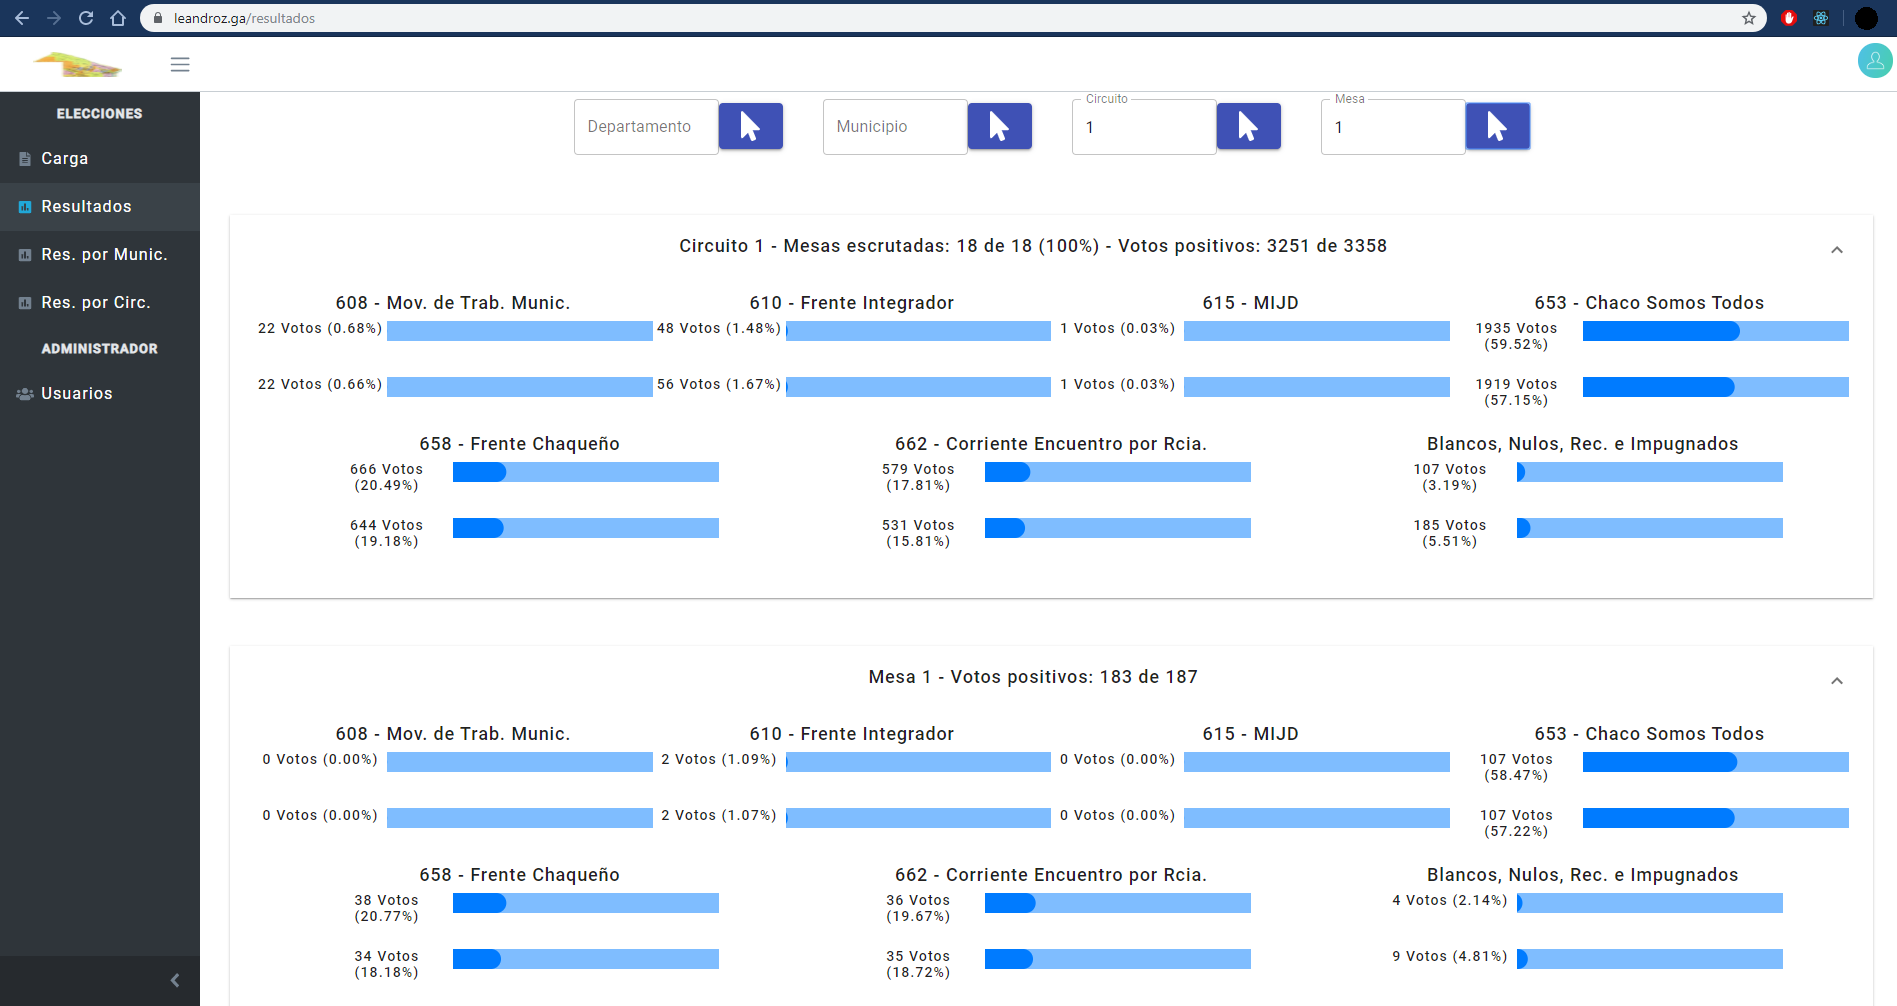 leandroz.ga/resultados
ELECCIONES
Carga
Resultados
Res. por Munic.
Res. por Circ.
ADMINISTRADOR
Usuarios
Departamento
Municipio
Circuito
1
Mesa
1
Circuito 1 - Mesas escrutadas: 18 de 18 (100%) - Votos positivos: 3251 de 3358
608 - Mov. de Trab. Munic.
22 Votos (0.68%)
22 Votos (0.66%)
610 - Frente Integrador
48 Votos (1.48%)
56 Votos (1.67%)
615 - MIJD
1 Votos (0.03%)
1 Votos (0.03%)
653 - Chaco Somos Todos
1935 Votos
(59.52%)
1919 Votos
(57.15%)
658 - Frente Chaqueño
666 Votos
(20.49%)
644 Votos
(19.18%)
662 - Corriente Encuentro por Rcia.
579 Votos
(17.81%)
531 Votos
(15.81%)
Blancos, Nulos, Rec. e Impugnados
107 Votos
(3.19%)
185 Votos
(5.51%)
Mesa 1 - Votos positivos: 183 de 187
608 - Mov. de Trab. Munic.
0 Votos (0.00%)
0 Votos (0.00%)
610 - Frente Integrador
2 Votos (1.09%)
2 Votos (1.07%)
615 - MIJD
0 Votos (0.00%)
0 Votos (0.00%)
653 - Chaco Somos Todos
107 Votos
(58.47%)
107 Votos
(57.22%)
658 - Frente Chaqueño
38 Votos
(20.77%)
34 Votos
(18.18%)
662 - Corriente Encuentro por Rcia.
36 Votos
(19.67%)
35 Votos
(18.72%)
Blancos, Nulos, Rec. e Impugnados
4 Votos (2.14%)
9 Votos (4.81%)